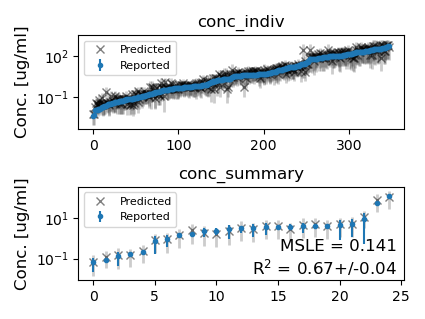 conc_indiv
Conc. [ug/ml]
10²
10⁻¹
Predicted
Reported
0 100 200 300
conc_summary
Conc. [ug/ml]
10¹
10⁻¹
Predicted
Reported
MSLE = 0.141
R² = 0.67+/-0.04
0 5 10 15 20 25